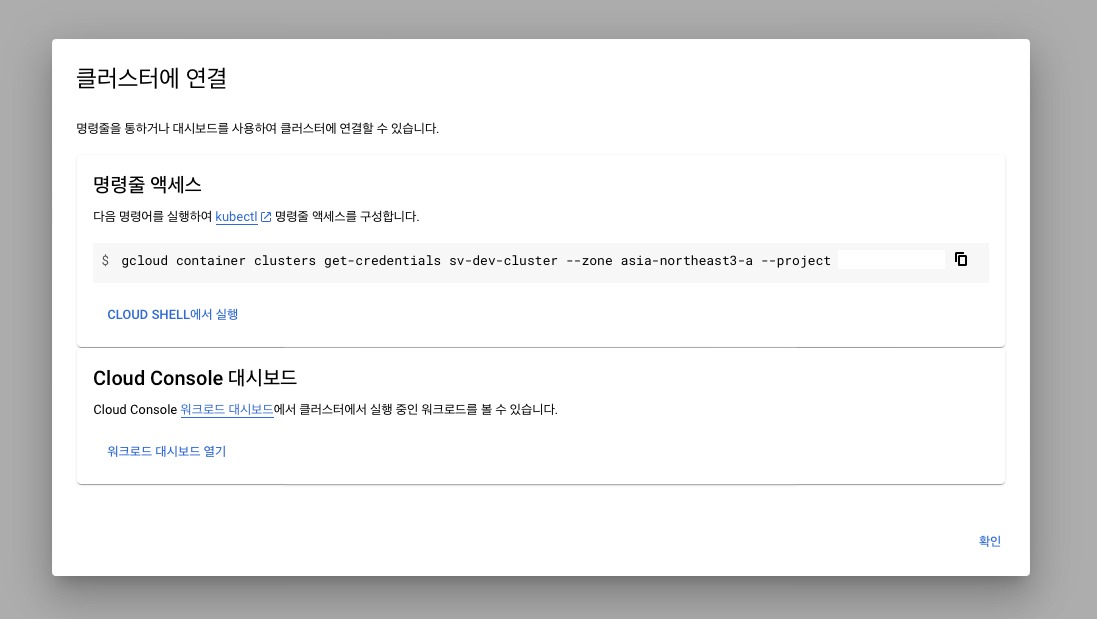 클러스터에 연결
명령줄을 통하거나 대시보드를 사용하여 클러스터에 연결할 수 있습니다.
명령줄 액세스
다음 명령어를 실행하여 kubectl 명령줄 액세스를 구성합니다.
$ gcloud container clusters get-credentials sv-dev-cluster --zone asia-northeast3-a --project
CLOUD SHELL에서 실행
Cloud Console 대시보드
Cloud Console 워크로드 대시보드에서 클러스터에서 실행 중인 워크로드를 볼 수 있습니다.
워크로드 대시보드 열기
확인